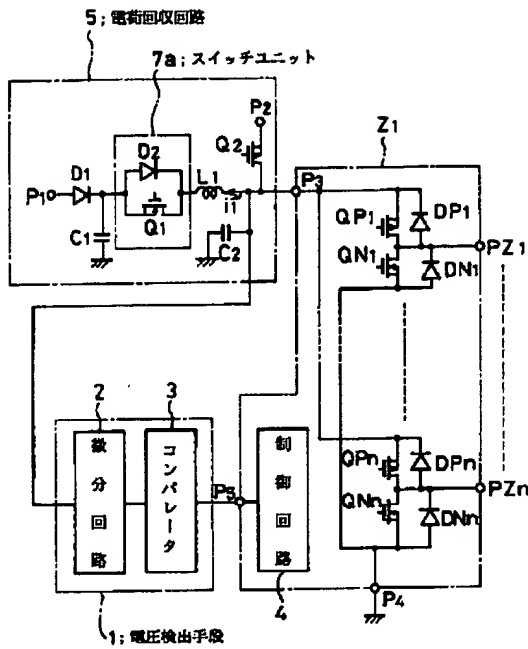 5;電荷回収回路
7a;スイッチユニット
P2
Z1
D2
Q2
D1
L1
P3
P1
i1
QP1
DP1
Q1
C1
C2
PZ1
QN1
DN1
2
3
微分回路
コンパレータ
制御回路
P5
QPn
DPn
PZn
QNn
DNn
4
P4
1;電圧検出手段